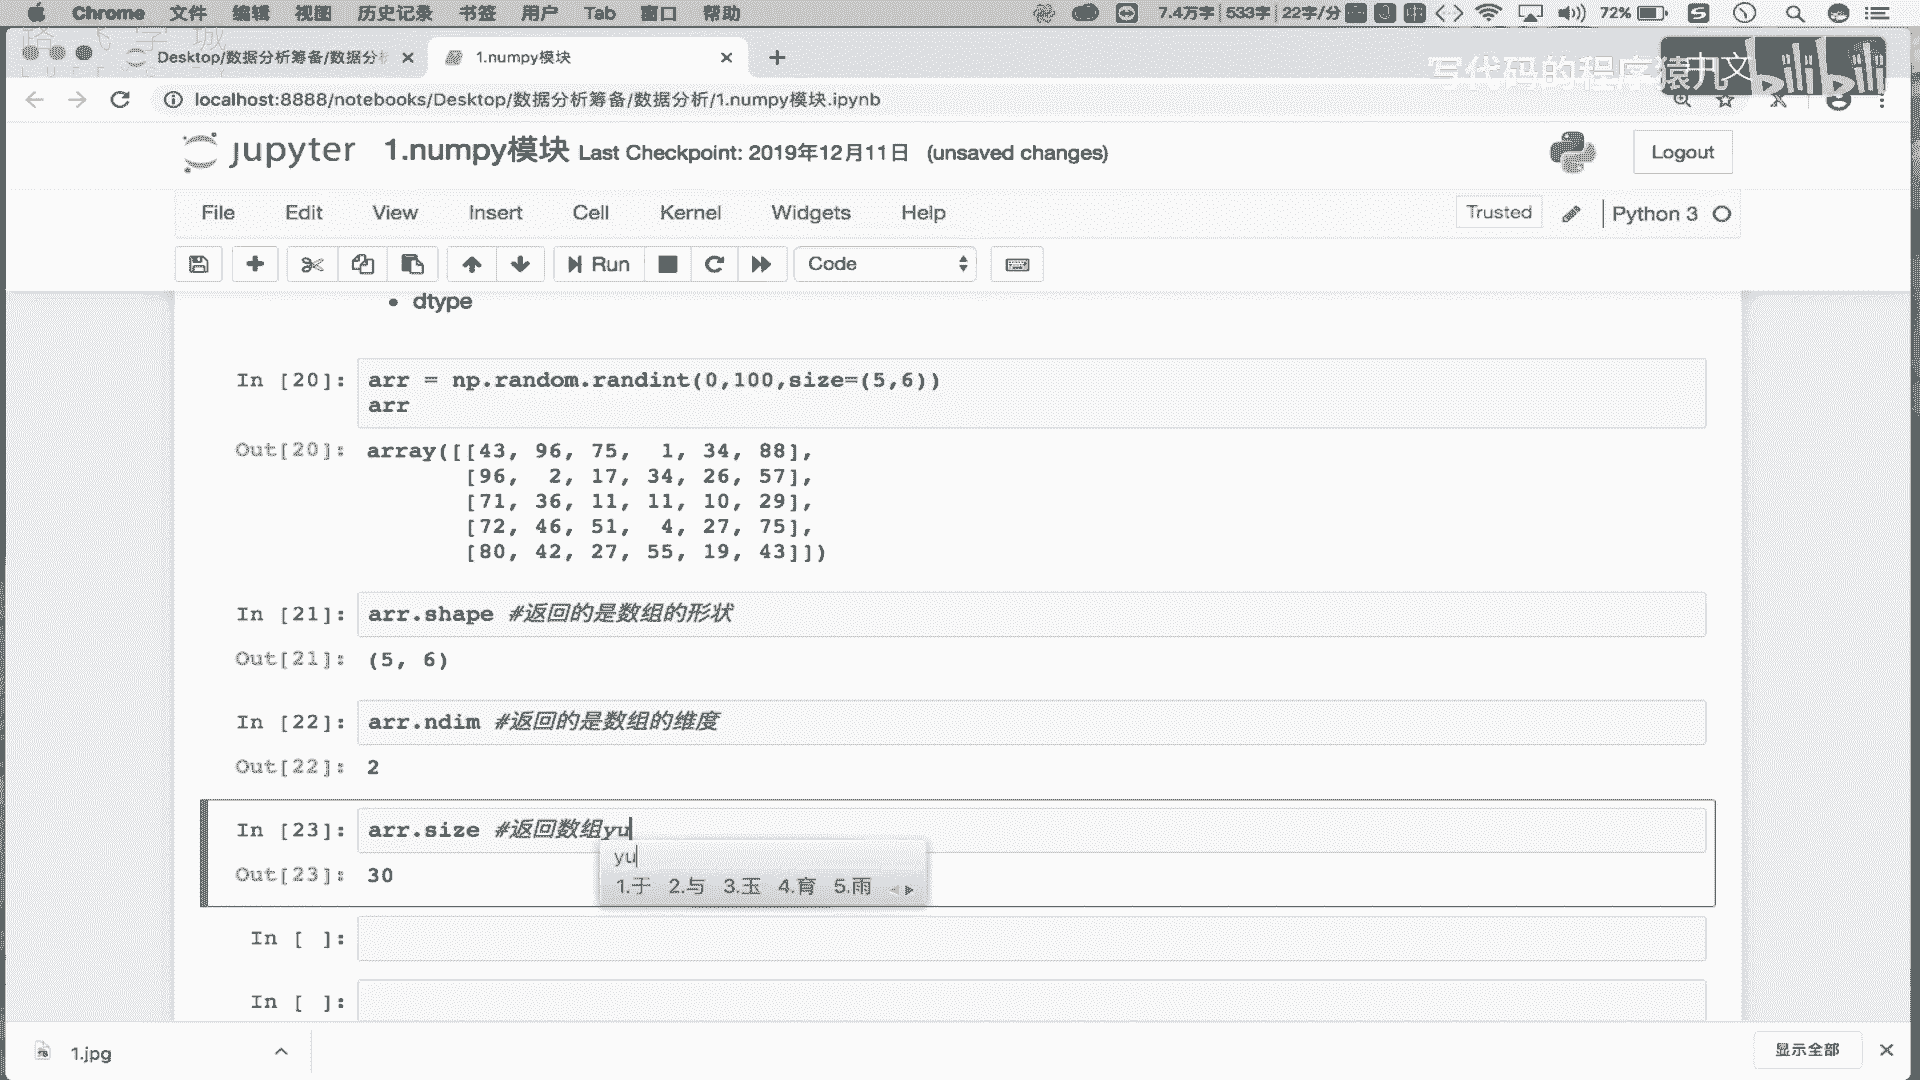 Chrome 文件 编辑 视图 历史记录 书签 用户 Tab 窗口 帮助 7.4万字 533字 22字/分 72%
Desktop/数据分析筹备/数据分析 1.numpy模块
写代码的程序猿九 中文 bilibili
localhost:8888/notebooks/Desktop/数据分析筹备/数据分析/1.numpy模块.ipynb
jupyter 1.numpy模块 Last Checkpoint: 2019年12月11日 (unsaved changes) Logout
File Edit View Insert Cell Kernel Widgets Help Trusted Python 3
Run Code
dtype
In [20]: arr = np.random.randint(0,100,size=(5,6))
arr
Out[20]: array([[43, 96, 75, 1, 34, 88],
[96, 2, 17, 34, 26, 57],
[71, 36, 11, 11, 10, 29],
[72, 46, 51, 4, 27, 75],
[80, 42, 27, 55, 19, 43]])
In [21]: arr.shape #返回的是数组的形状
Out[21]: (5, 6)
In [22]: arr.ndim #返回的是数组的维度
Out[22]: 2
In [23]: arr.size #返回数组yu
yu
Out[23]: 30
1.于 2.与 3.玉 4.育 5.雨
In [ ]:
In [ ]:
1.jpg 显示全部